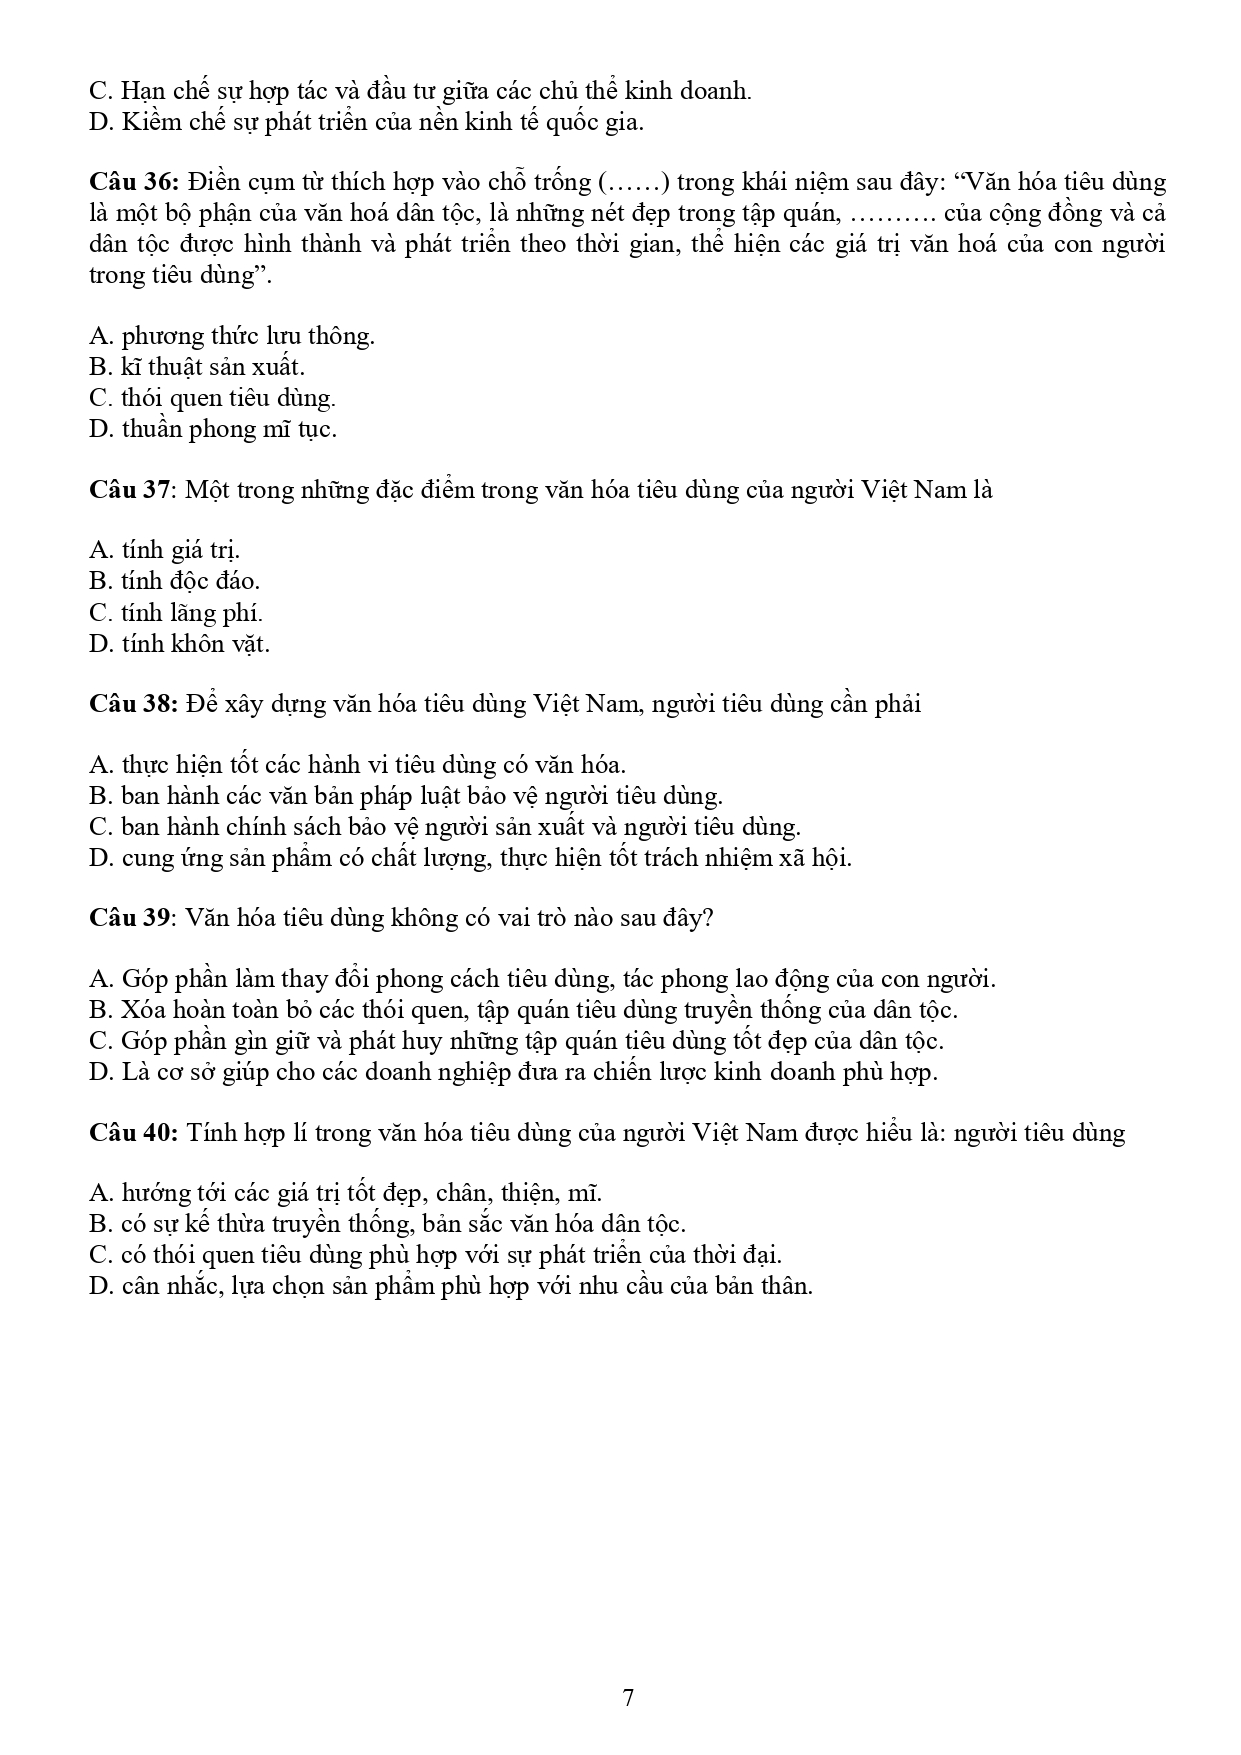 C. Hạn chế sự hợp tác và đầu tư giữa các chủ thể kinh doanh.
D. Kiềm chế sự phát triển của nền kinh tế quốc gia.
Câu 36: Điền cụm từ thích hợp vào chỗ trống (……) trong khái niệm sau đây: “Văn hóa tiêu dùng
là một bộ phận của văn hoá dân tộc, là những nét đẹp trong tập quán, ………. của cộng đồng và cả
dân tộc được hình thành và phát triển theo thời gian, thể hiện các giá trị văn hoá của con người
trong tiêu dùng”.
A. phương thức lưu thông.
B. kĩ thuật sản xuất.
C. thói quen tiêu dùng.
D. thuần phong mĩ tục.
Câu 37: Một trong những đặc điểm trong văn hóa tiêu dùng của người Việt Nam là
A. tính giá trị.
B. tính độc đáo.
C. tính lãng phí.
D. tính khôn vặt.
Câu 38: Để xây dựng văn hóa tiêu dùng Việt Nam, người tiêu dùng cần phải
A. thực hiện tốt các hành vi tiêu dùng có văn hóa.
B. ban hành các văn bản pháp luật bảo vệ người tiêu dùng.
C. ban hành chính sách bảo vệ người sản xuất và người tiêu dùng.
D. cung ứng sản phẩm có chất lượng, thực hiện tốt trách nhiệm xã hội.
Câu 39: Văn hóa tiêu dùng không có vai trò nào sau đây?
A. Góp phần làm thay đổi phong cách tiêu dùng, tác phong lao động của con người.
B. Xóa hoàn toàn bỏ các thói quen, tập quán tiêu dùng truyền thống của dân tộc.
C. Góp phần gìn giữ và phát huy những tập quán tiêu dùng tốt đẹp của dân tộc.
D. Là cơ sở giúp cho các doanh nghiệp đưa ra chiến lược kinh doanh phù hợp.
Câu 40: Tính hợp lí trong văn hóa tiêu dùng của người Việt Nam được hiểu là: người tiêu dùng
A. hướng tới các giá trị tốt đẹp, chân, thiện, mĩ.
B. có sự kế thừa truyền thống, bản sắc văn hóa dân tộc.
C. có thói quen tiêu dùng phù hợp với sự phát triển của thời đại.
D. cân nhắc, lựa chọn sản phẩm phù hợp với nhu cầu của bản thân.
7